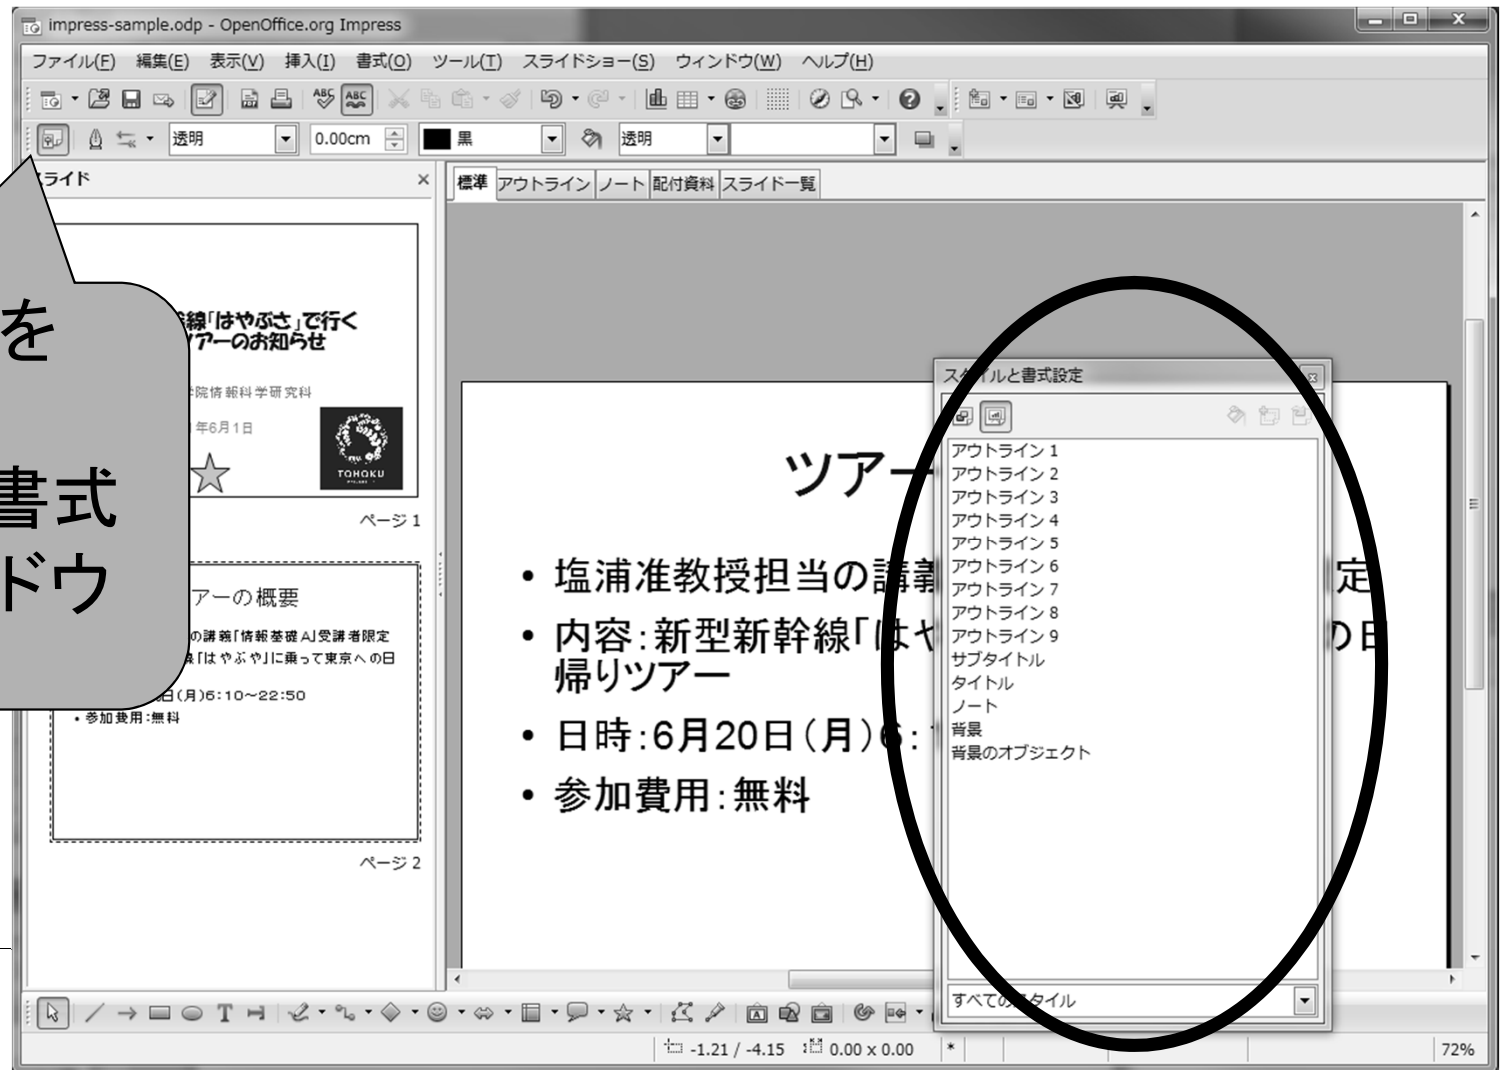 impress-sample.odp - OpenOffice.org Impress
ファイル(F) 編集(E) 表示(V) 挿入(I) 書式(O) ツール(T) スライドショー(S) ウィンドウ(W) ヘルプ(H)
透明 0.00cm 黒 透明
ライド
標準 アウトライン ノート 配付資料 スライド一覧
を
書式
ドウ
線「はやぶさ」で行く
ツアーのお知らせ
院情報科学研究科
年6月1日
TOHOKU
ページ 1
アーの概要
の講義「情報基礎A」受講者限定
「はやぶや」に乗って東京への日
日(月)6:10～22:50
• 参加費用:無料
ページ 2
ツアー
• 塩浦准教授担当の講義 定
• 内容:新型新幹線「はや の日
帰りツアー
• 日時:6月20日(月)6:1
• 参加費用:無料
スタイルと書式設定
アウトライン 1
アウトライン 2
アウトライン 3
アウトライン 4
アウトライン 5
アウトライン 6
アウトライン 7
アウトライン 8
アウトライン 9
サブタイトル
タイトル
ノート
背景
背景のオブジェクト
すべてのスタイル
-1.21 / -4.15 0.00 x 0.00 * 72%